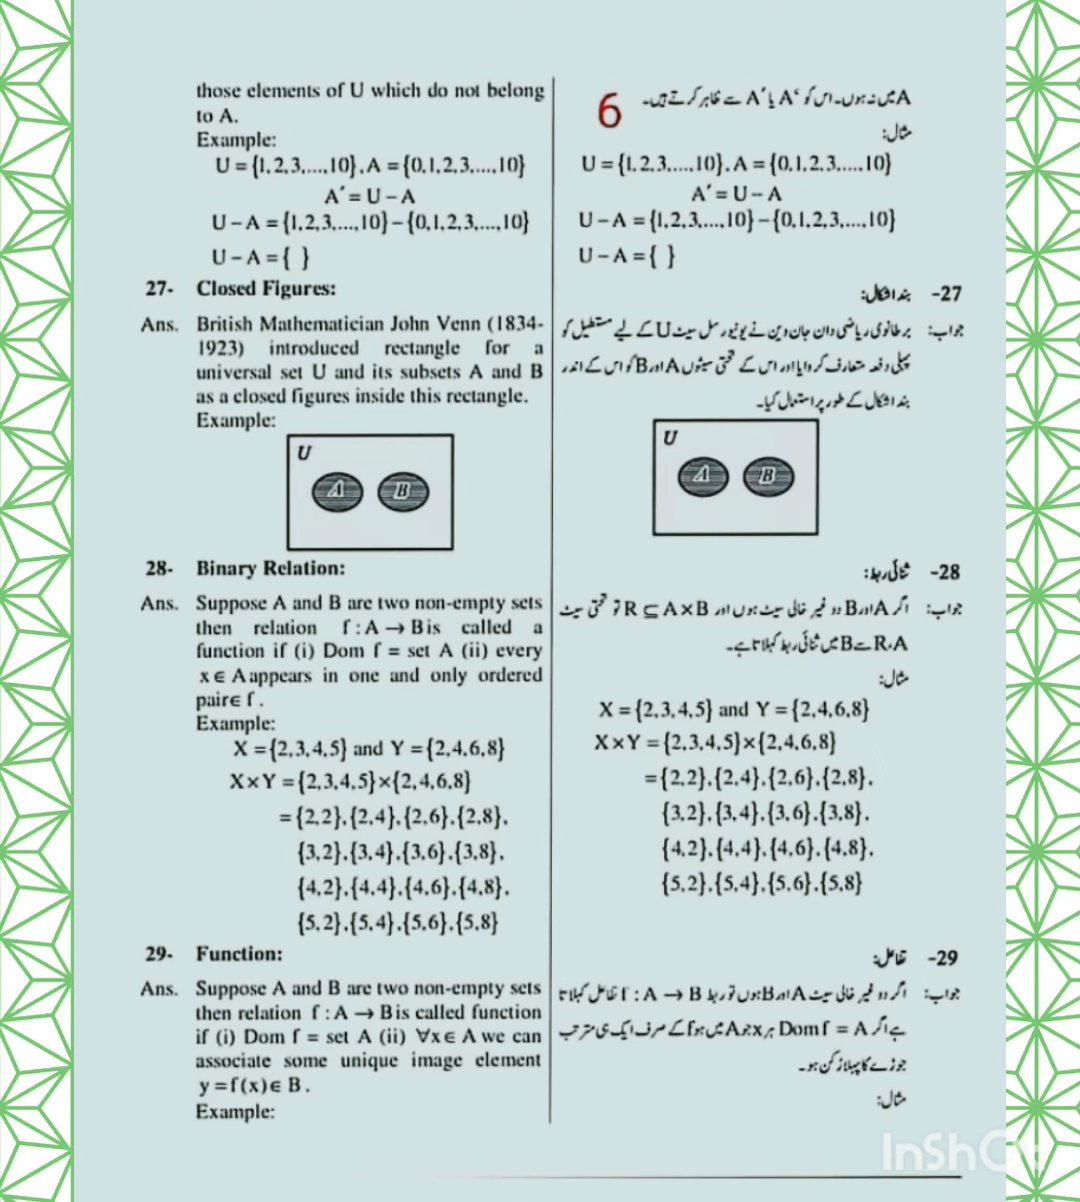 those elements of U which do not belong
to A.
Example:
U = {1,2,3,...,10}, A = {0,1,2,3,...,10}
A′ = U – A
U – A = {1,2,3,...,10} – {0,1,2,3,...,10}
U – A = { }
27- Closed Figures:
Ans. British Mathematician John Venn (1834-
1923) introduced rectangle for a
universal set U and its subsets A and B
as a closed figures inside this rectangle.
Example:
U
A B
28- Binary Relation:
Ans. Suppose A and B are two non-empty sets
then relation f : A → B is called a
function if (i) Dom f = set A (ii) every
x ∈ A appears in one and only ordered
pair ∈ f .
Example:
X = {2,3,4,5} and Y = {2,4,6,8}
X×Y = {2,3,4,5}×{2,4,6,8}
= {2,2},{2,4},{2,6},{2,8},
{3,2},{3,4},{3,6},{3,8},
{4,2},{4,4},{4,6},{4,8},
{5,2},{5,4},{5,6},{5,8}
29- Function:
Ans. Suppose A and B are two non-empty sets
then relation f : A → B is called function
if (i) Dom f = set A (ii) ∀x ∈ A we can
associate some unique image element
y = f(x) ∈ B .
Example:
6
A میں نہ ہوں۔ اس کو A‘ یا A′ سے ظاہر کرتے ہیں۔
مثال:
U = {1,2,3,...,10}, A = {0,1,2,3,...,10}
A′ = U – A
U – A = {1,2,3,...,10} – {0,1,2,3,...,10}
U – A = { }
27- بند اشکال:
جواب: برطانوی ریاضی دان جان وین نے یونیورسل سیٹ U کے لیے مستطیل کو
پہلی دفعہ متعارف کروایا اور اس کے تحتی سیٹوں A اور B کو اس کے اندر
بند اشکال کے طور پر استعمال کیا۔
U
A B
28- ثنائی ربط:
جواب: اگر A اور B دو غیر خالی سیٹ ہوں اور R ⊆ A×B تو تحتی سیٹ
R، A سے B میں ثنائی ربط کہلاتا ہے۔
مثال:
X = {2,3,4,5} and Y = {2,4,6,8}
X×Y = {2,3,4,5}×{2,4,6,8}
= {2,2},{2,4},{2,6},{2,8},
{3,2},{3,4},{3,6},{3,8},
{4,2},{4,4},{4,6},{4,8},
{5,2},{5,4},{5,6},{5,8}
29- تفاعل:
جواب: اگر دو غیر خالی سیٹ A اور B ہوں تو ربط f : A → B تفاعل کہلاتا
ہے اگر Dom f = A ہر x جو A میں ہو f کے صرف ایک ہی مترتب
جوڑے کا پہلا رکن ہو۔
مثال:
InShO